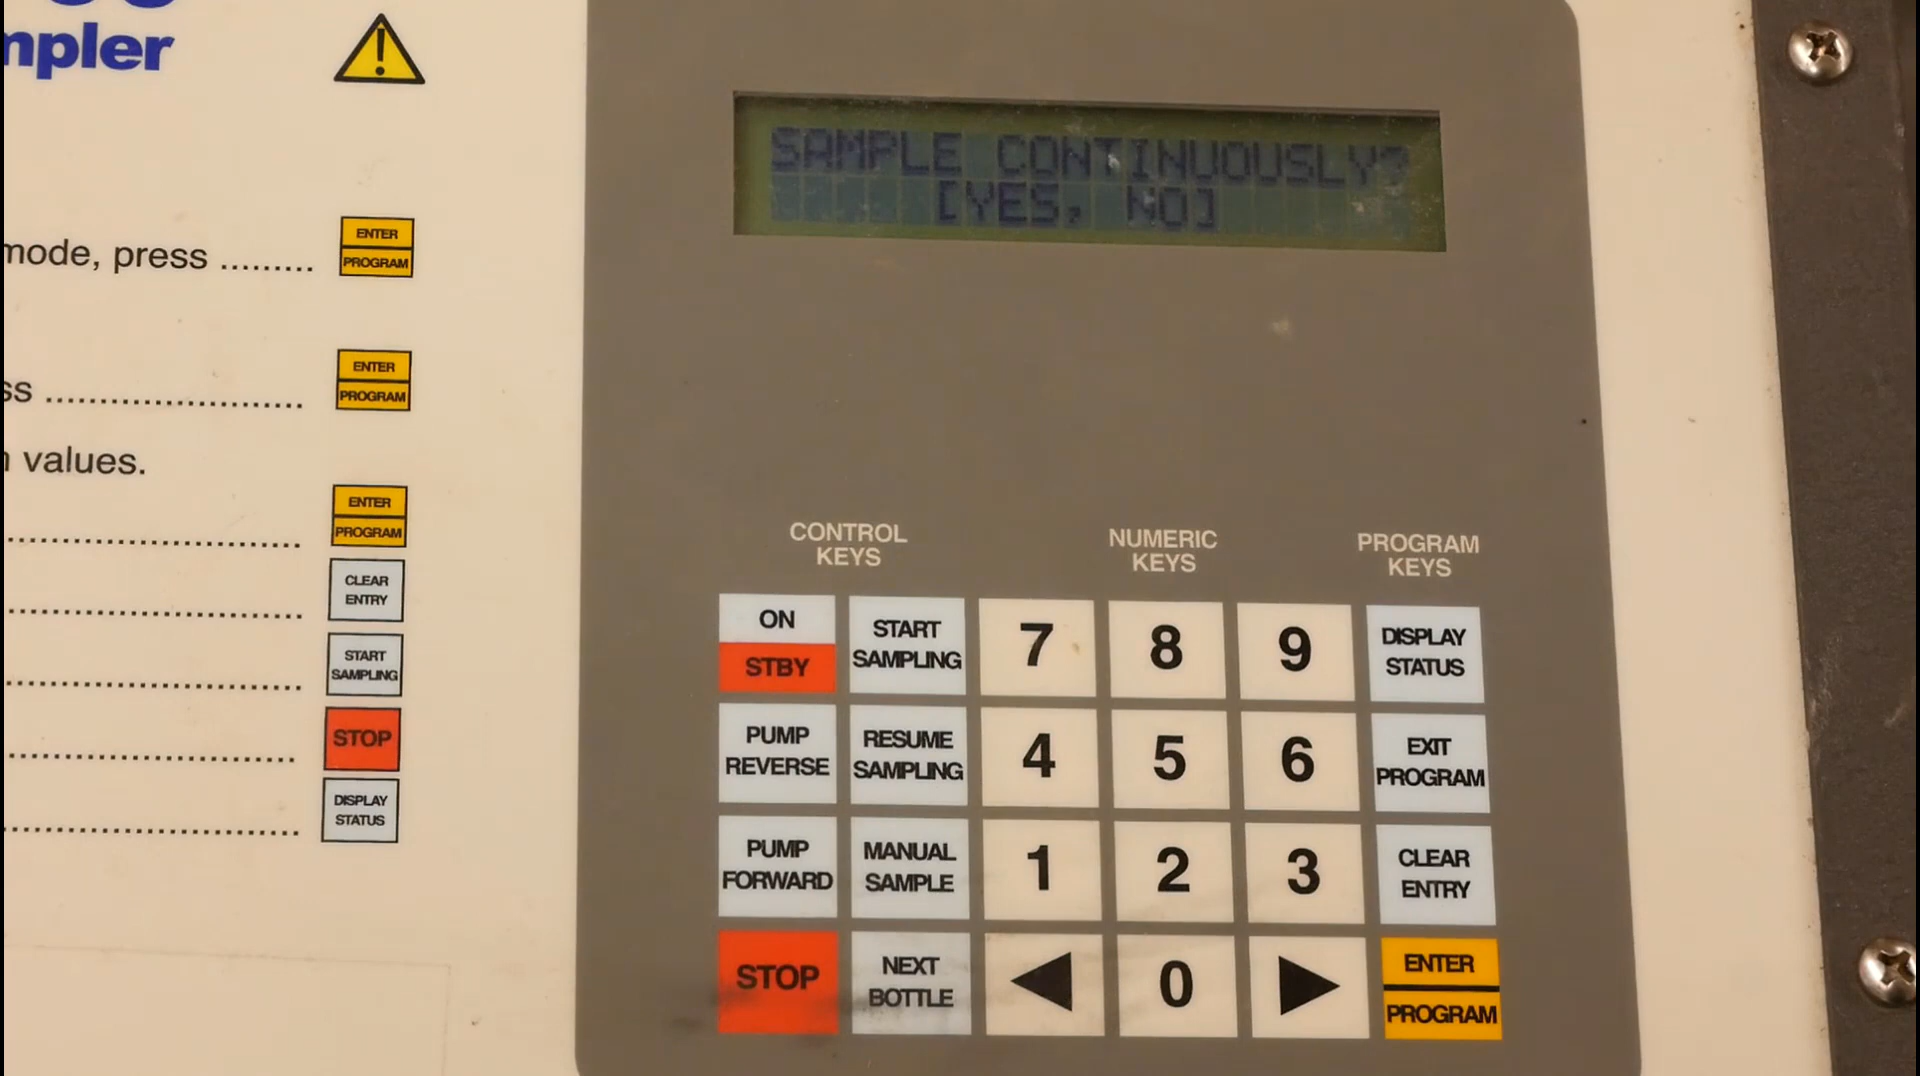 mpler
mode, press .........
ENTER
PROGRAM
ss ........................
ENTER
PROGRAM
values.
ENTER
PROGRAM
CLEAR
ENTRY
START
SAMPLING
STOP
DISPLAY
STATUS
SAMPLE CONTINUOUSLY?
[YES, NO]
CONTROL
KEYS
NUMERIC
KEYS
PROGRAM
KEYS
ON
STBY
START
SAMPLING
7
8
9
DISPLAY
STATUS
PUMP
REVERSE
RESUME
SAMPLING
4
5
6
EXIT
PROGRAM
PUMP
FORWARD
MANUAL
SAMPLE
1
2
3
CLEAR
ENTRY
STOP
NEXT
BOTTLE
0
ENTER
PROGRAM